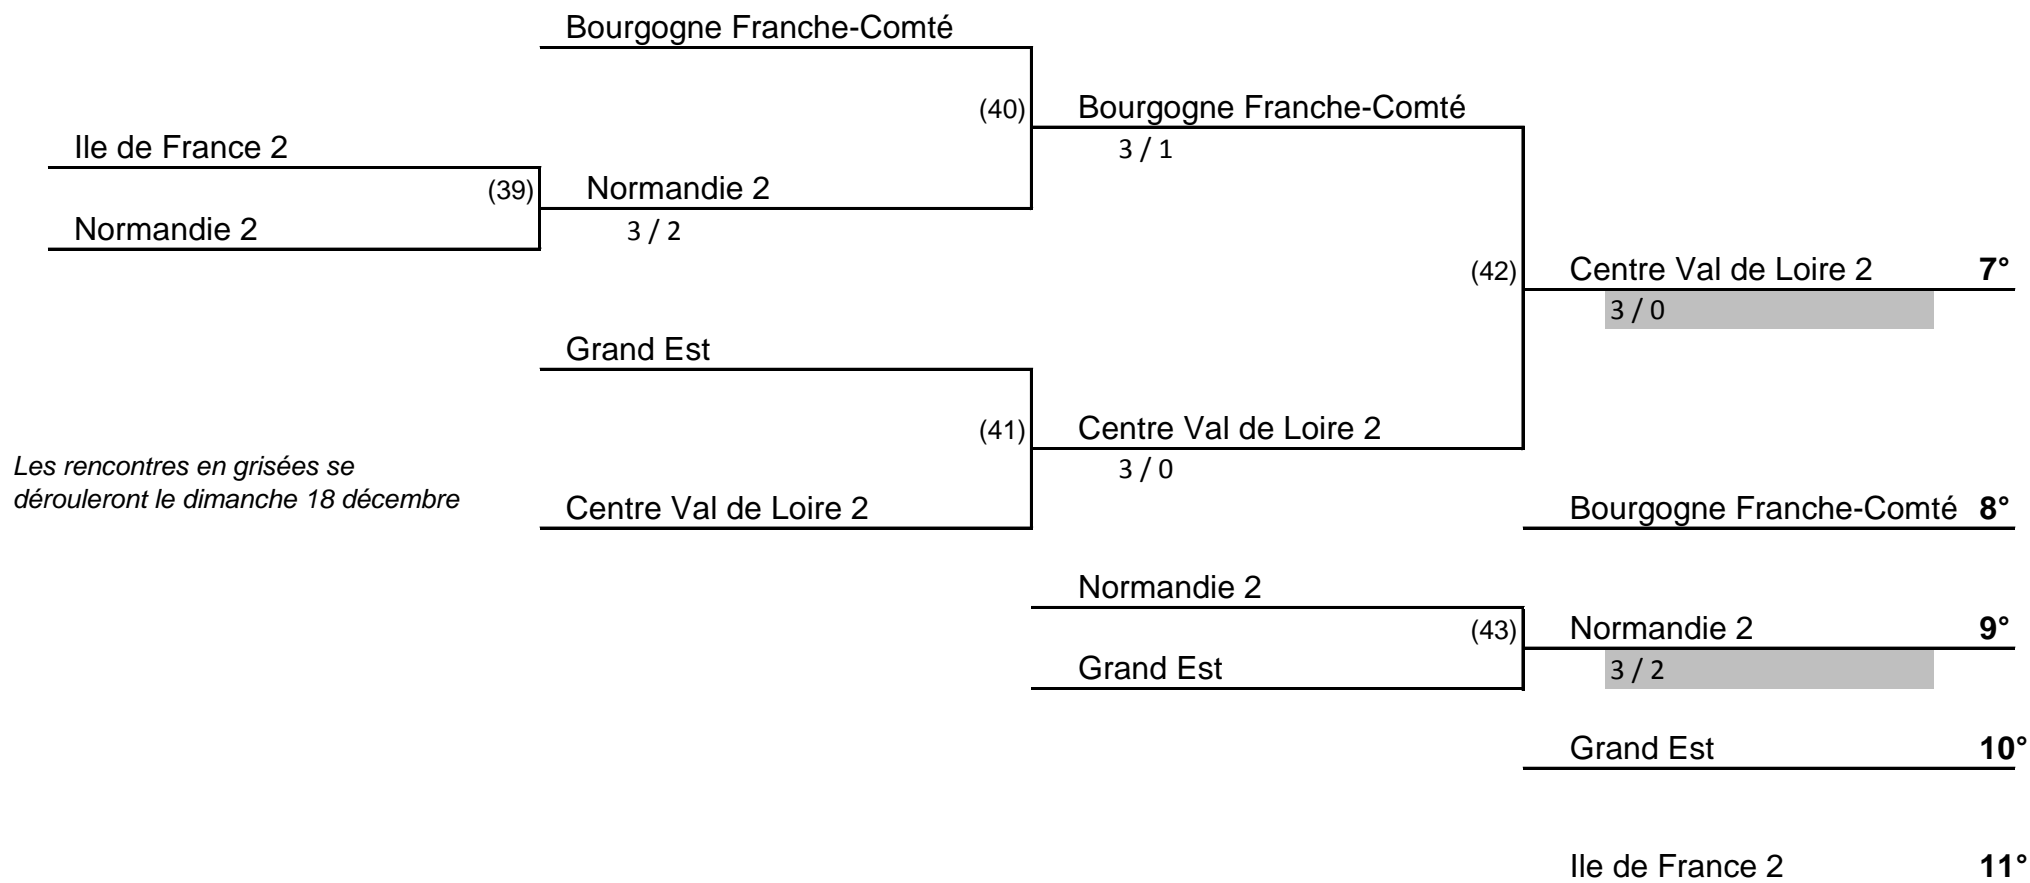 Bourgogne Franche-Comté
(40) Bourgogne Franche-Comté
Ile de France 2
3 / 1
(39) Normandie 2
Normandie 2
3 / 2
(42) Centre Val de Loire 2 7°
3 / 0
Grand Est
(41) Centre Val de Loire 2
Les rencontres en grisées se
3 / 0
dérouleront le dimanche 18 décembre
Centre Val de Loire 2
Bourgogne Franche-Comté 8°
Normandie 2
(43) Normandie 2 9°
Grand Est
3 / 2
Grand Est 10°
Ile de France 2 11°